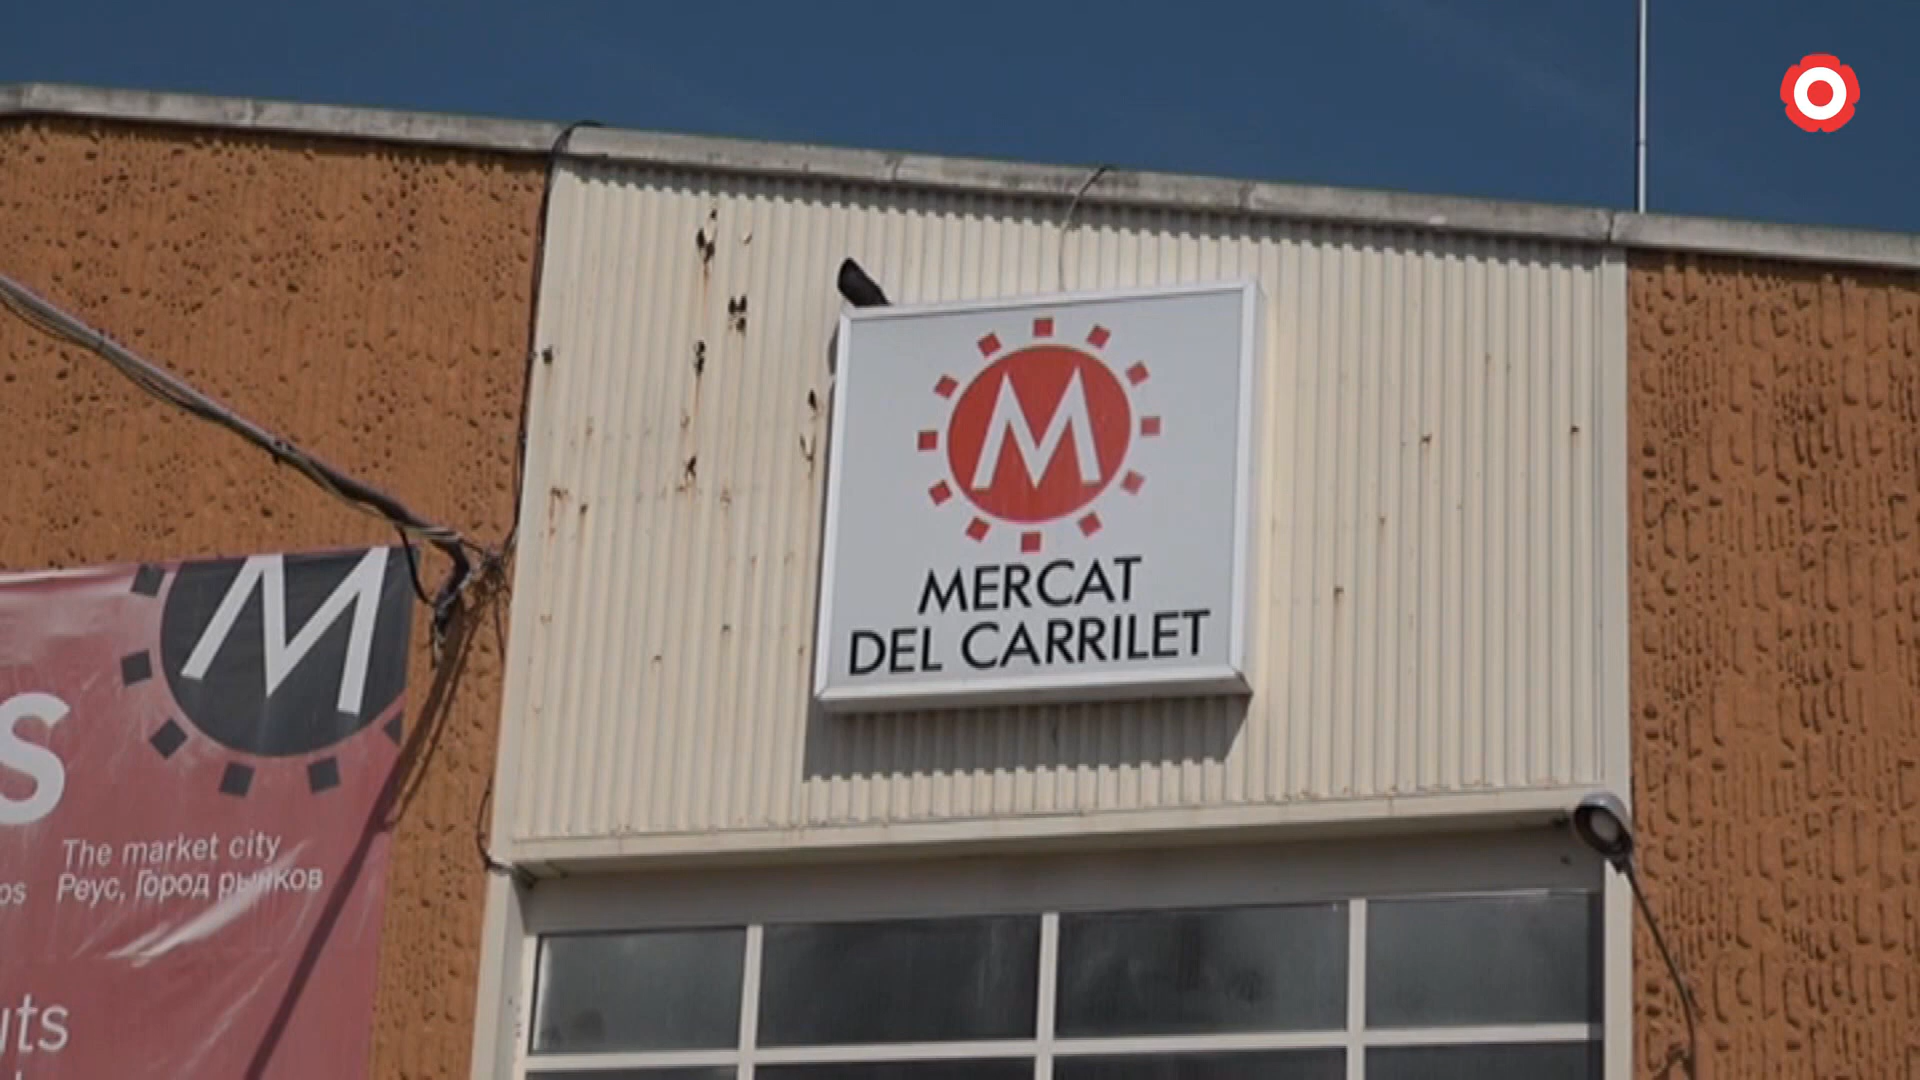 M
MERCAT
DEL CARRILET
M
s
The market city
os Реус, Город рынков
uts